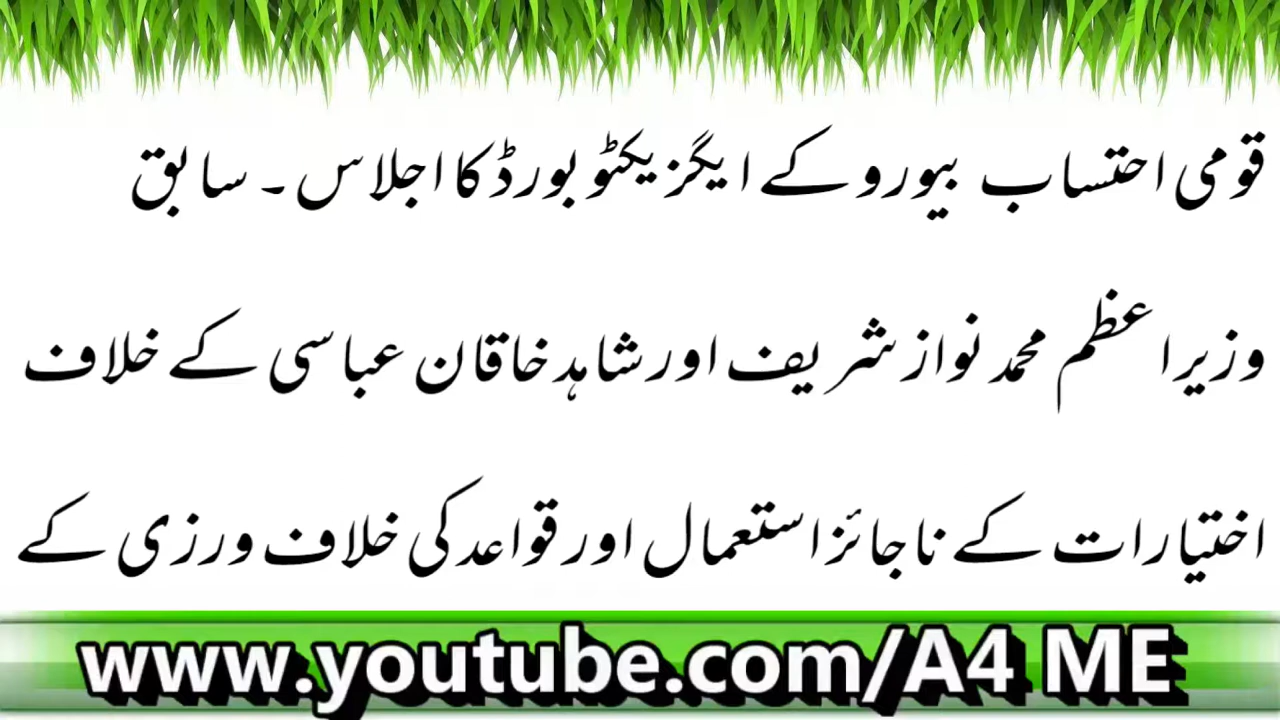 قومی احتساب بیورو کے ایگزیکٹو بورڈ کا اجلاس ۔ سابق
وزیراعظم محمد نواز شریف اور شاہد خاقان عباسی کے خلاف
اختیارات کے ناجائز استعمال اور قواعد کی خلاف ورزی کے
www.youtube.com/A4 ME